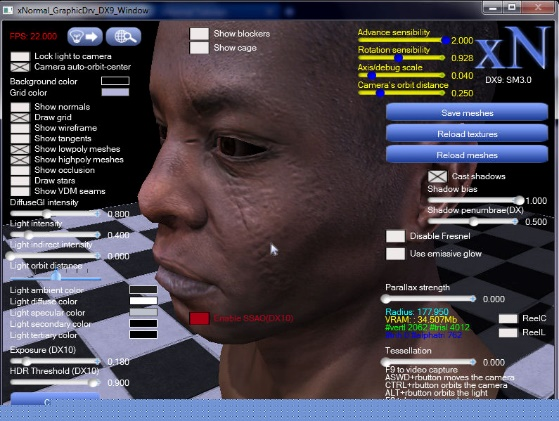 xNormal_GraphicDrv_DX9_Window
FPS: 22.000
Lock light to camera
Camera auto-orbit-center
Background color
Grid color
Show normals
Draw grid
Show wireframe
Show tangents
Show lowpoly meshes
Show highpoly meshes
Show occlusion
Draw stars
Show VDM seams
DiffuseGI intensity
0.800
Light intensity
0.400
Light indirect intensity
0.000
Light orbit distance
Light ambient color
Light diffuse color
Light specular color
Light secondary color
Light tertiary color
Exposure (DX10)
0.180
HDR Threshold (DX10)
0.900
Show blockers
Show cage
Enable SSAO(DX10)
Advance sensibility
2.000
Rotation sensibility
0.928
Axis/debug scale
0.040
Camera's orbit distance
0.250
xN
DX9. SM3.0
Save meshes
Reload textures
Reload meshes
Cast shadows
Shadow bias
1.000
Shadow penumbrae(DX)
0.500
Disable Fresnel
Use emissive glow
Parallax strength
0.000
Radius: 177.950
VRAM: : 34.507Mb
#vertl 2062 #trisl 4012
ReelC
ReelL
Tessellation
0.000
F9 to video capture
ASWD+rbutton moves the camera
CTRL+rbutton orbits the camera
ALT+rbutton orbits the light